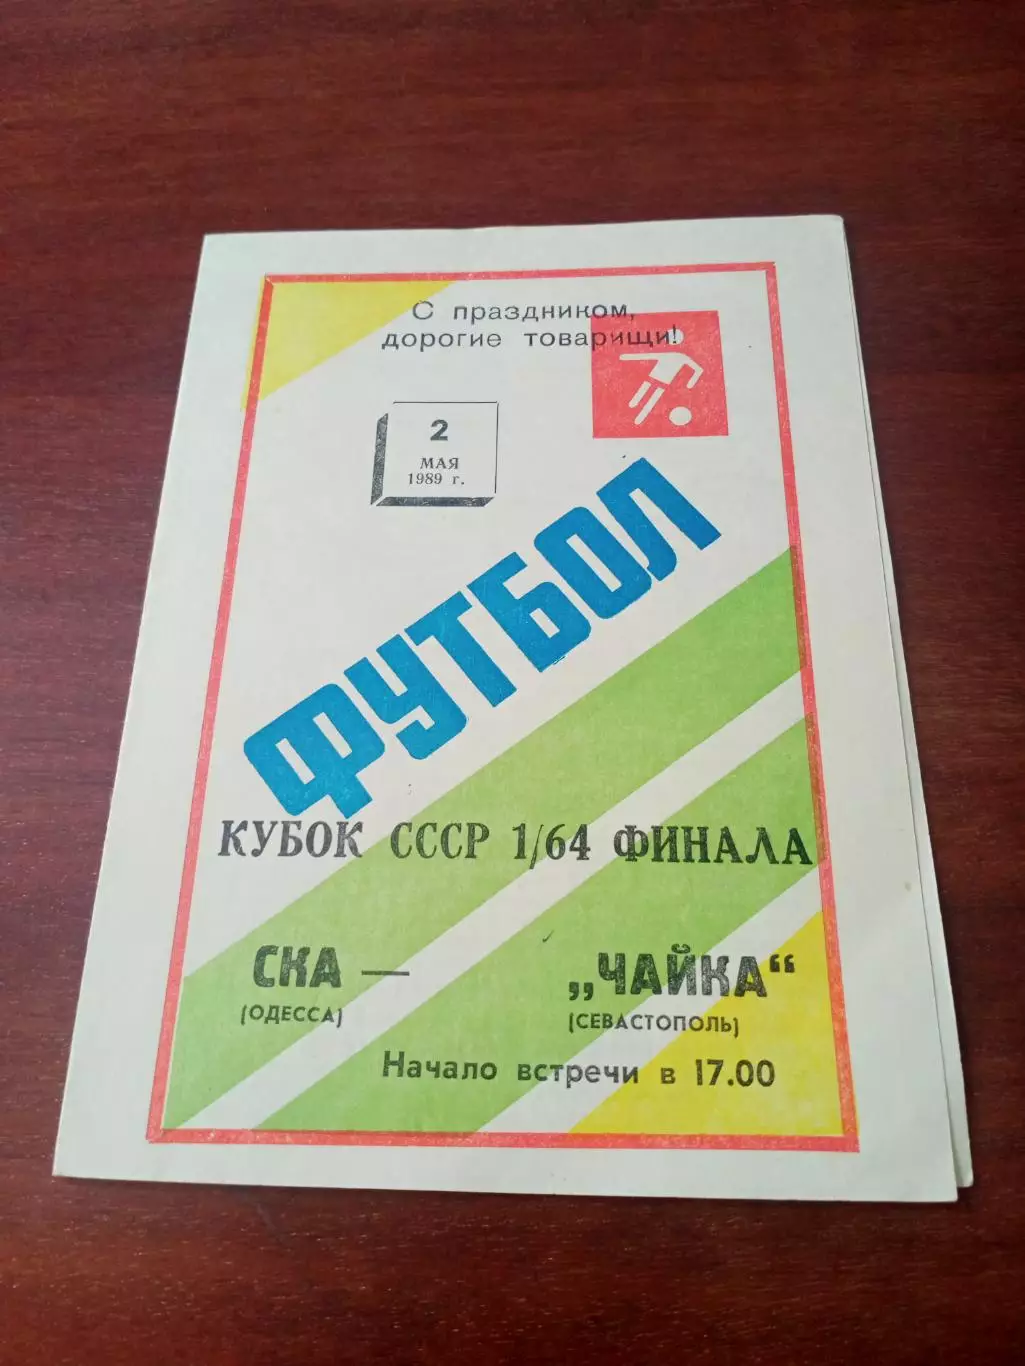 С праздником,
дорогие товарищи!
2
МАЯ
1989 г.
ФУТБОЛ
КУБОК СССР 1/64 ФИНАЛА
СКА — „ЧАЙКА“
(ОДЕССА) (СЕВАСТОПОЛЬ)
Начало встречи в 17.00